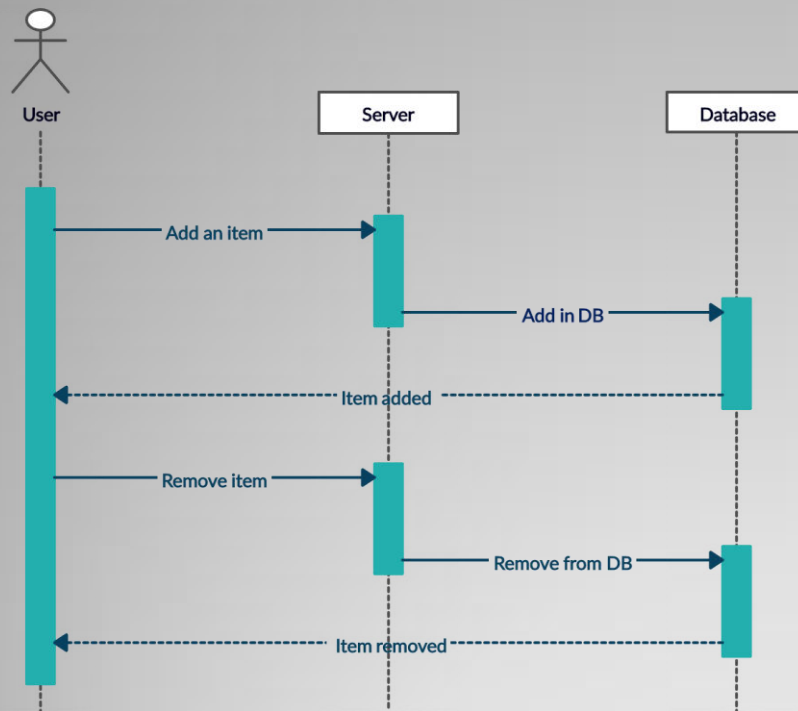 User
Server
Database
Add an item
Add in DB
Item added
Remove item
Remove from DB
Item removed